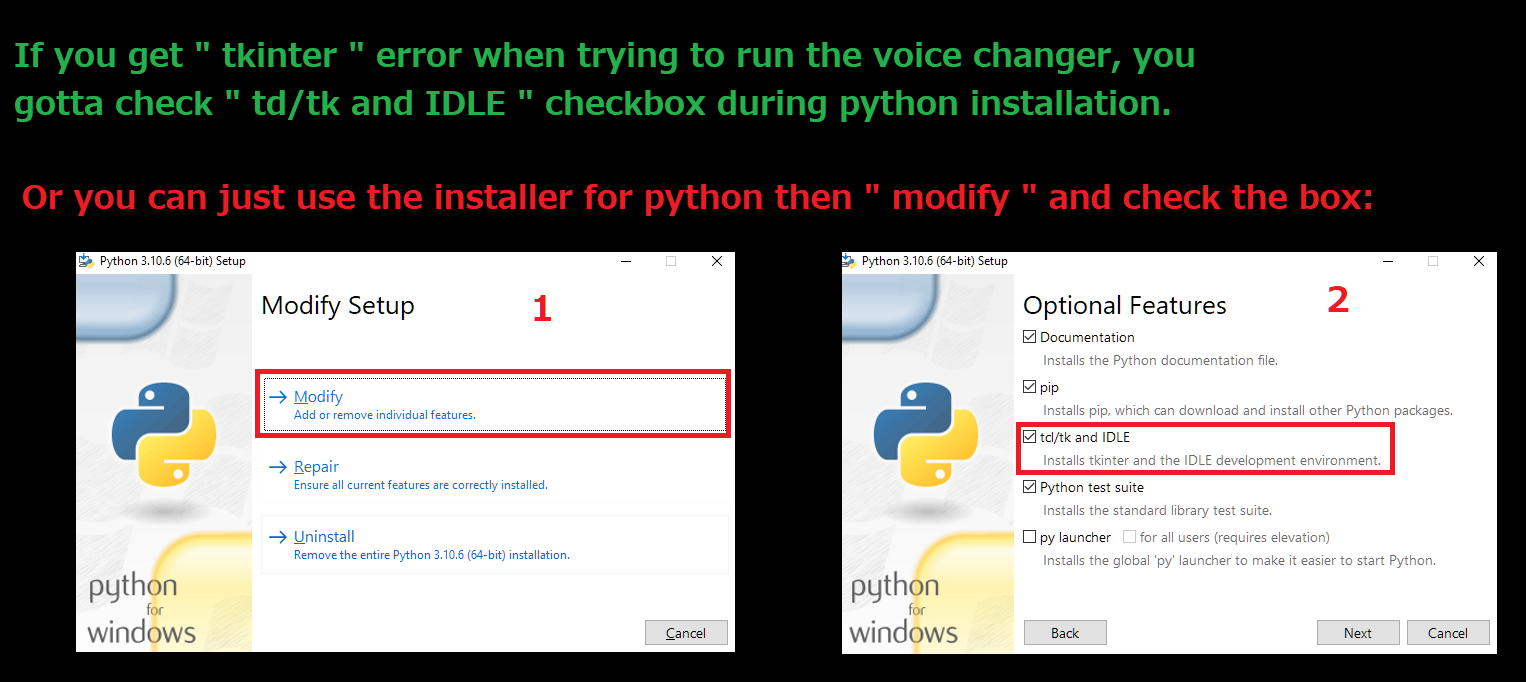 If you get " tkinter " error when trying to run the voice changer, you
gotta check " td/tk and IDLE " checkbox during python installation.
Or you can just use the installer for python then " modify " and check the box:
Python 3.10.6 (64-bit) Setup
Modify Setup
1
Modify
Add or remove individual features.
Repair
Ensure all current features are correctly installed.
Uninstall
Remove the entire Python 3.10.6 (64-bit) installation.
python
for
windows
Cancel
Python 3.10.6 (64-bit) Setup
Optional Features
2
Documentation
Installs the Python documentation file.
pip
Installs pip, which can download and install other Python packages.
tcl/tk and IDLE
Installs tkinter and the IDLE development environment.
Python test suite
Installs the standard library test suite.
py launcher for all users (requires elevation)
Installs the global 'py' launcher to make it easier to start Python.
python
for
windows
Back Next Cancel